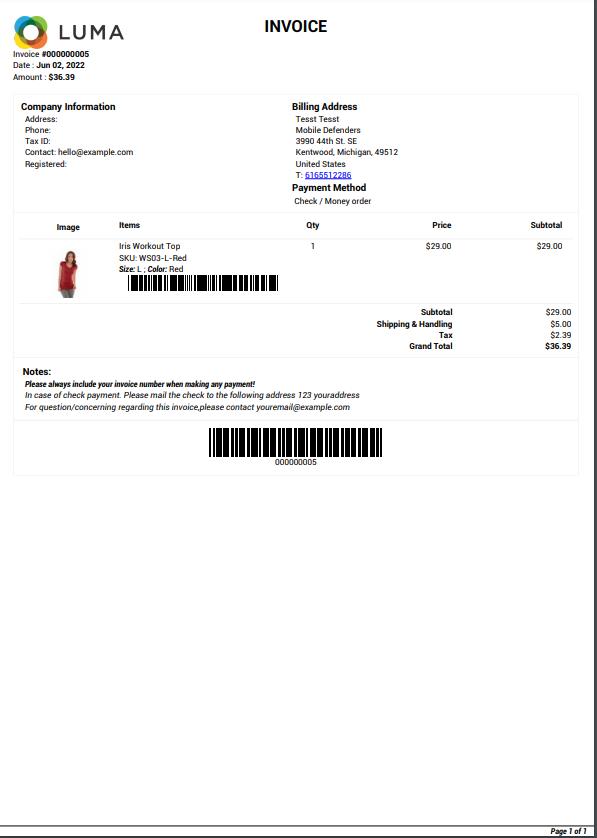 LUMA
INVOICE
Invoice #000000005
Date : Jun 02, 2022
Amount : $36.39
Company Information
Address:
Phone:
Tax ID:
Contact: hello@example.com
Registered:
Billing Address
Tesst Tesst
Mobile Defenders
3990 44th St. SE
Kentwood, Michigan, 49512
United States
T: 6165512286
Payment Method
Check / Money order
Image Items Qty Price Subtotal
Iris Workout Top 1 $29.00 $29.00
SKU: WS03-L-Red
Size: L ; Color: Red
Subtotal $29.00
Shipping & Handling $5.00
Tax $2.39
Grand Total $36.39
Notes:
Please always include your invoice number when making any payment!
In case of check payment. Please mail the check to the following address 123 youraddress
For question/concerning regarding this invoice,please contact youremail@example.com
000000005
Page 1 of 1